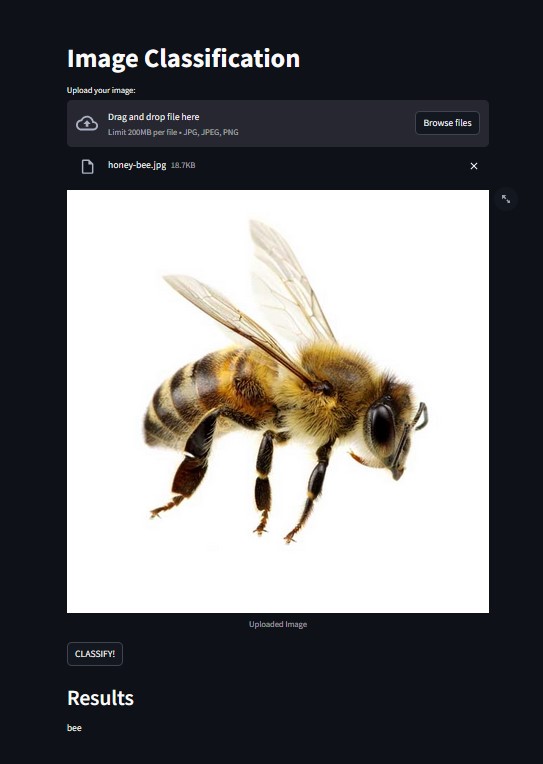 Image Classification
Upload your image:
Drag and drop file here
Limit 200MB per file • JPG, JPEG, PNG
Browse files
honey-bee.jpg 18.7KB
Uploaded Image
CLASSIFY!
Results
bee